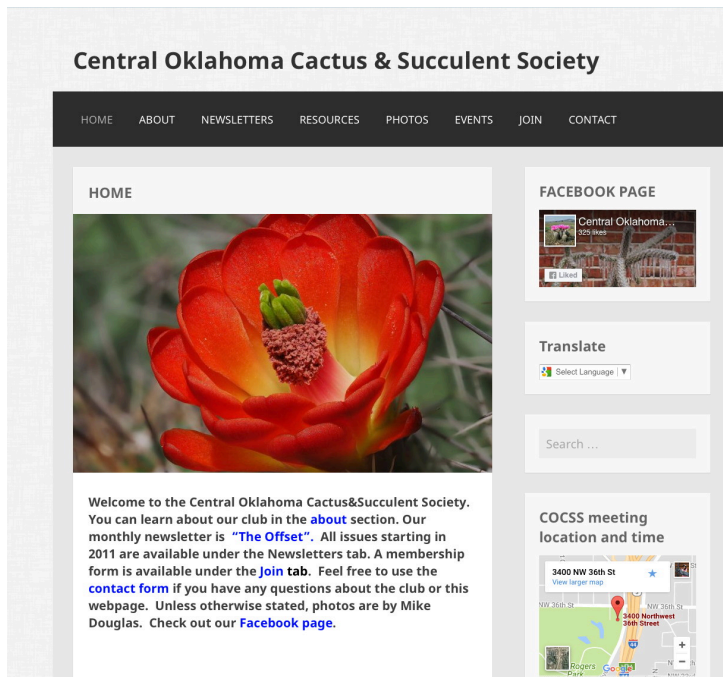 Central Oklahoma Cactus & Succulent Society
HOME ABOUT NEWSLETTERS RESOURCES PHOTOS EVENTS JOIN CONTACT
HOME
Welcome to the Central Oklahoma Cactus&Succulent Society.
You can learn about our club in the about section. Our
monthly newsletter is “The Offset”. All issues starting in
2011 are available under the Newsletters tab. A membership
form is available under the Join tab. Feel free to use the
contact form if you have any questions about the club or this
webpage. Unless otherwise stated, photos are by Mike
Douglas. Check out our Facebook page.
FACEBOOK PAGE
Central Oklahoma…
325 likes
Liked
Translate
Select Language ▼
Search …
COCSS meeting
location and time
3400 NW 36th St
View larger map
NW 36th St
NW 36th St
3400 Northwest
36th Street
+
−
44
Rogers
Park
Google